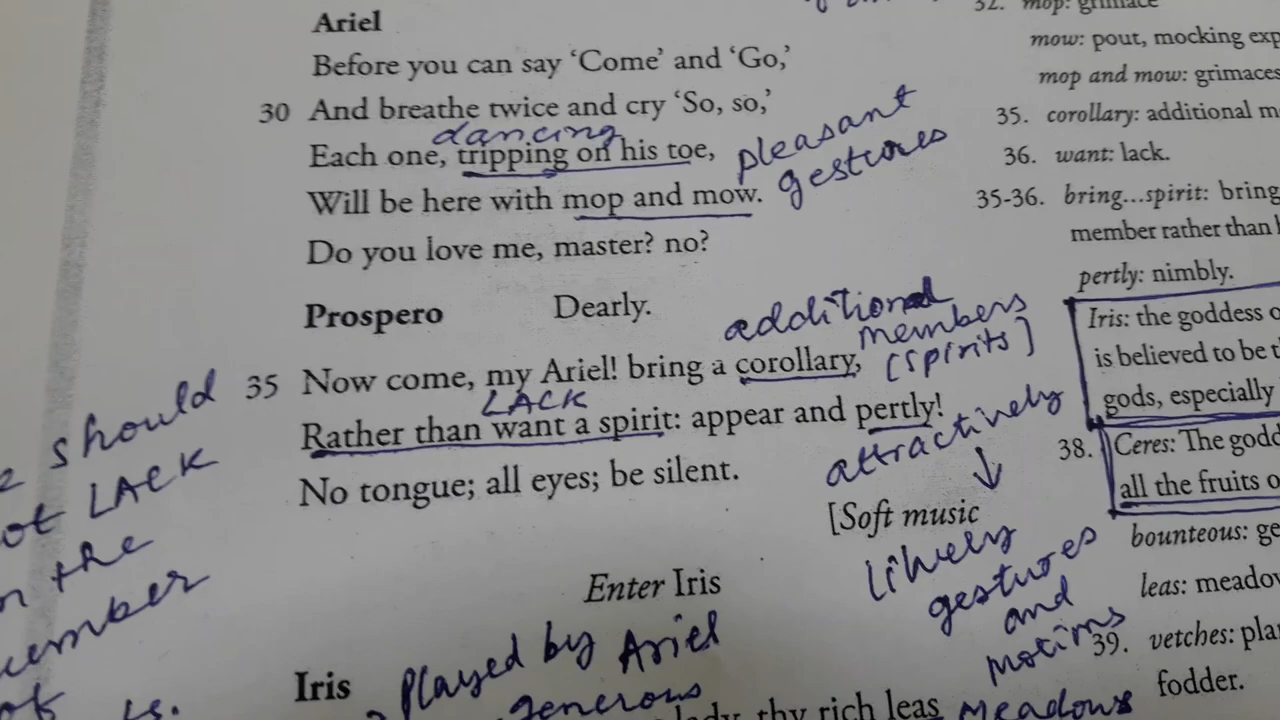 Ariel
Before you can say ‘Come’ and ‘Go,’
30 And breathe twice and cry ‘So, so,’
dancing
Each one, tripping on his toe,
pleasant
gestures
Will be here with mop and mow.
Do you love me, master? no?
Prospero Dearly.
additional
members
[spirits]
35 Now come, my Ariel! bring a corollary,
LACK
Rather than want a spirit: appear and pertly!
attractively
No tongue; all eyes; be silent.
[Soft music
lively
gestures
and
motions
Enter Iris
played by Ariel
Iris
generous
thy rich leas
meadows
should
LACK
the
32. mop: grimace
mow: pout, mocking exp
mop and mow: grimaces
35. corollary: additional m
36. want: lack.
35-36. bring...spirit: bring
member rather than
pertly: nimbly.
Iris: the goddess o
is believed to be t
gods, especially
38. Ceres: The godd
all the fruits o
bounteous: ge
leas: meadow
39. vetches: pla
fodder.